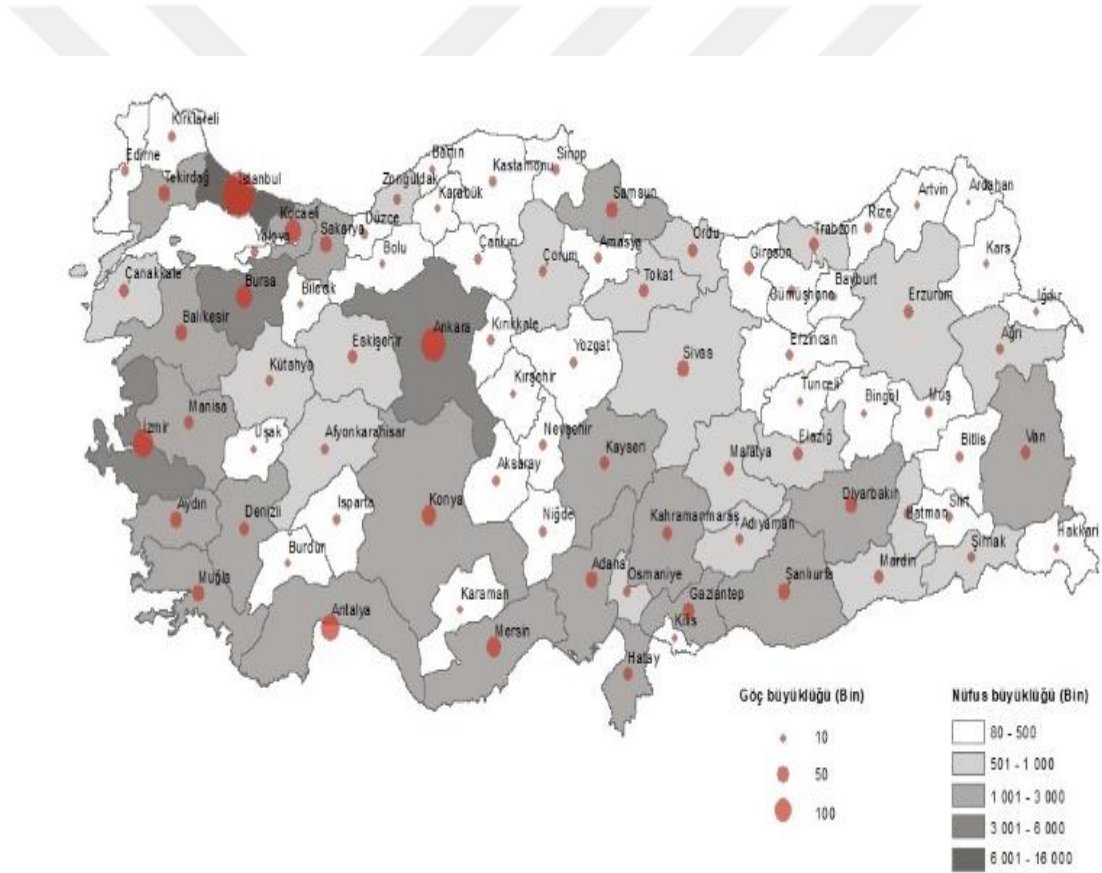 Kırklareli
Edirne
Tekirdağ
İstanbul
Kocaeli
Yalova
Sakarya
Düzce
Zonguldak
Bartın
Karabük
Kastamonu
Sinop
Samsun
Ordu
Giresun
Trabzon
Rize
Artvin
Ardahan
Kars
Iğdır
Çanakkale
Balıkesir
Bursa
Bilecik
Bolu
Çankırı
Çorum
Amasya
Tokat
Gümüşhane
Bayburt
Erzurum
Ağrı
Kütahya
Eskişehir
Ankara
Kırıkkale
Yozgat
Sivas
Erzincan
Tunceli
Bingöl
Muş
Bitlis
Van
İzmir
Manisa
Uşak
Afyonkarahisar
Kırşehir
Nevşehir
Aksaray
Kayseri
Malatya
Elazığ
Diyarbakır
Batman
Siirt
Şırnak
Hakkari
Aydın
Denizli
Isparta
Burdur
Konya
Niğde
Kahramanmaraş
Adıyaman
Mardin
Şanlıurfa
Muğla
Antalya
Karaman
Mersin
Adana
Osmaniye
Gaziantep
Kilis
Hatay
Göç büyüklüğü (Bin)
10
50
100
Nüfus büyüklüğü (Bin)
80 - 500
501 - 1 000
1 001 - 3 000
3 001 - 6 000
6 001 - 16 000